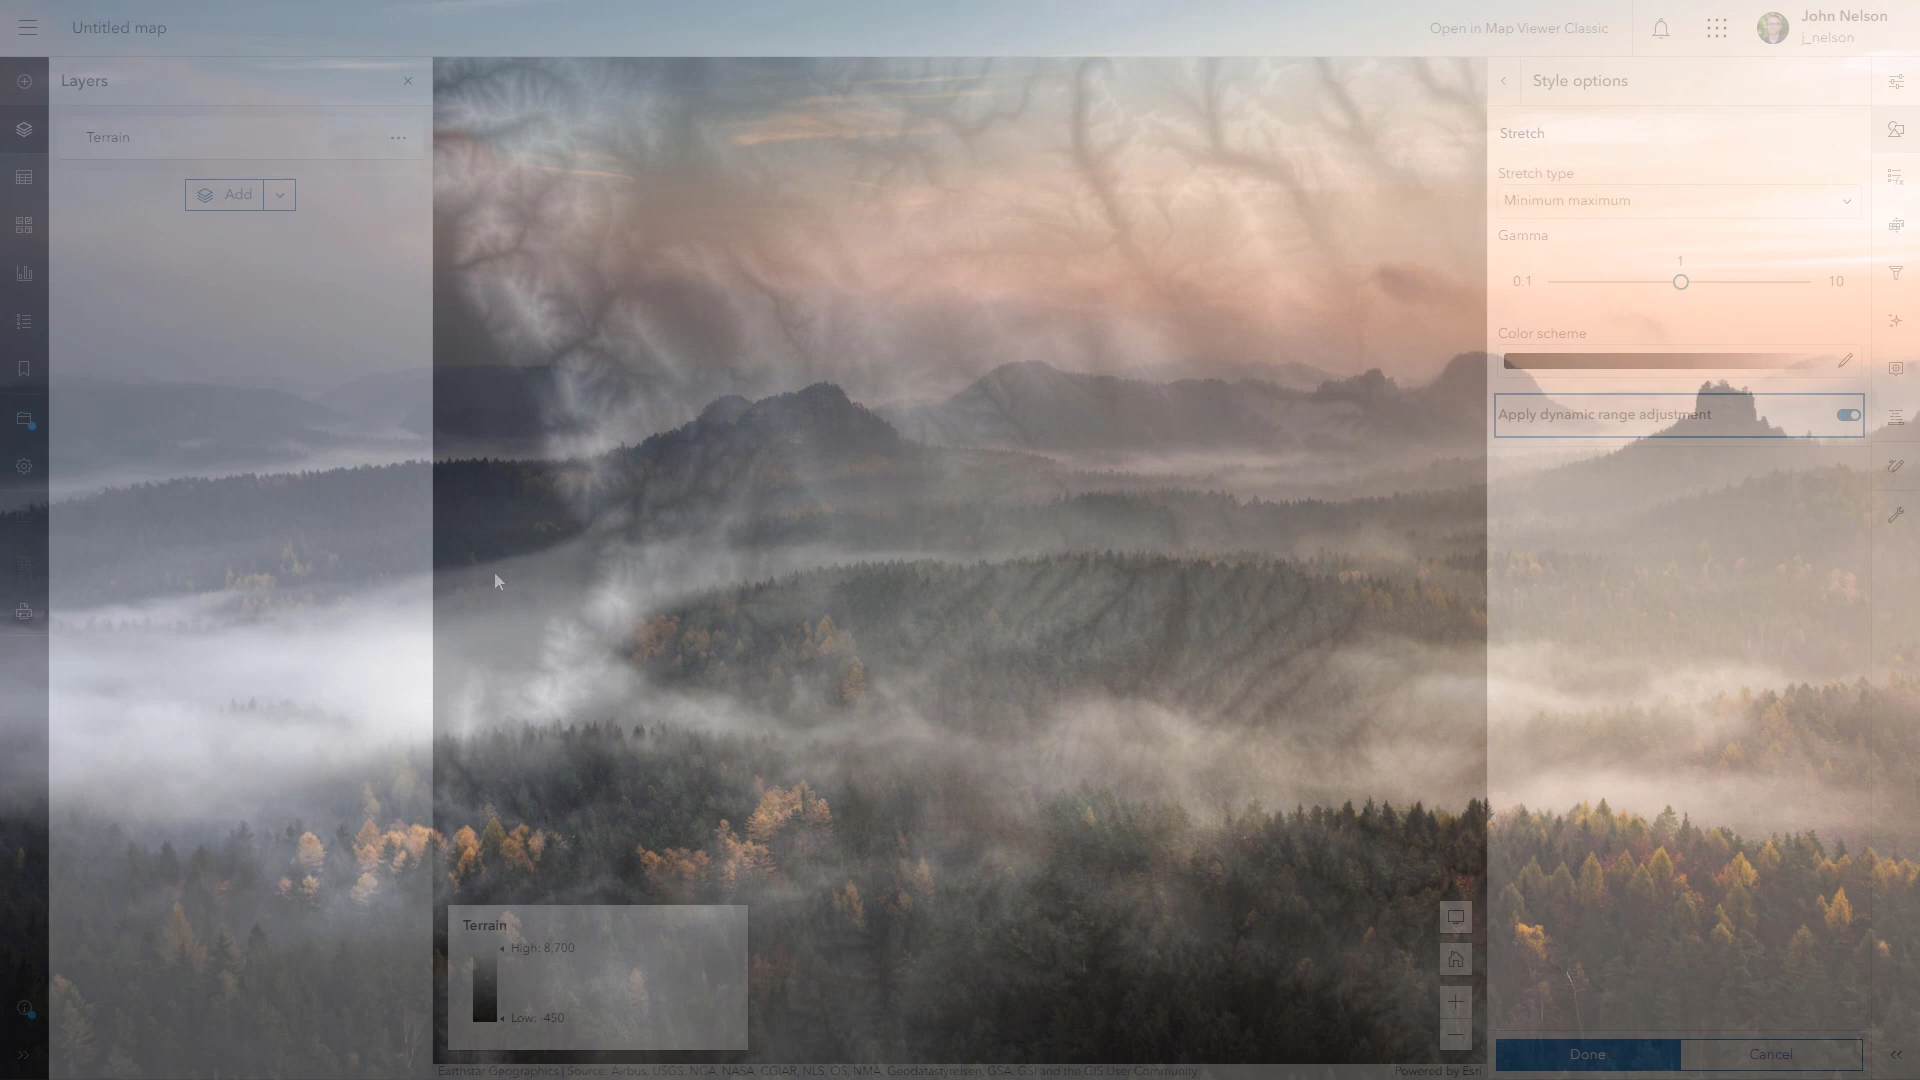 Untitled map
Open in Map Viewer Classic
John Nelson
j_nelson
Layers
Terrain
Add
Style options
Stretch
Stretch type
Minimum maximum
Gamma
1
0.1
10
Color scheme
Apply dynamic range adjustment
Terrain
High: 8,700
Low: -450
Done
Cancel
Earthstar Geographics | Source: Airbus, USGS, NGA, NASA, CGIAR, NLS, OS, NMA, Geodatastyrelsen, GSA, GSI and the GIS User Community
Powered by Esri